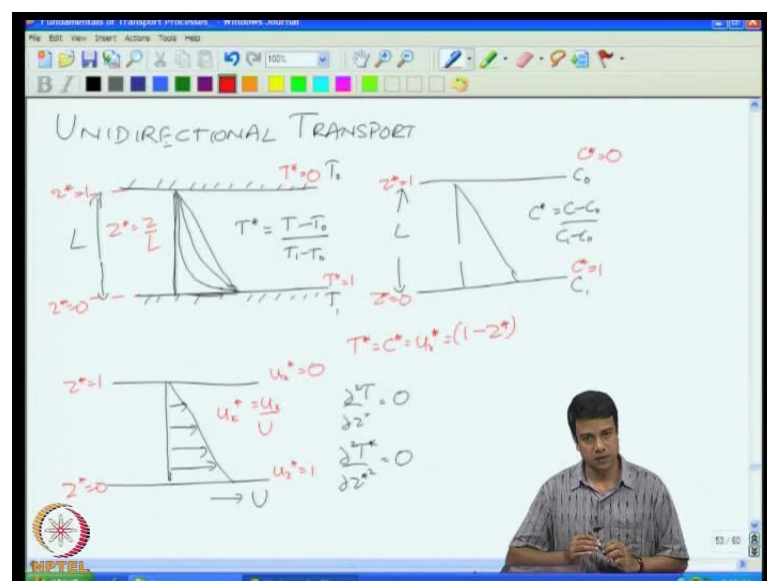 Fundamentals of Transport Processes - Windows Journal
File Edit View Insert Actions Tools Help
100%
B I
UNIDIRECTIONAL TRANSPORT
T*=0 T₀
z*=1
L
z*=z/L
T* = (T-T₀)/(T₁-T₀)
T*=1
T₁
z*=0
C*=0
C₀
z*=1
L
C* = (C-C₀)/(C₁-C₀)
C*=1
C₁
z*=0
T*=C*=uₓ*=(1-z*)
z*=1
uₓ*=0
uₓ* = uₓ/U
uₓ*=1
z*=0
→ U
∂²T/∂z² = 0
∂²T*/∂z*² = 0
53 / 60
NPTEL